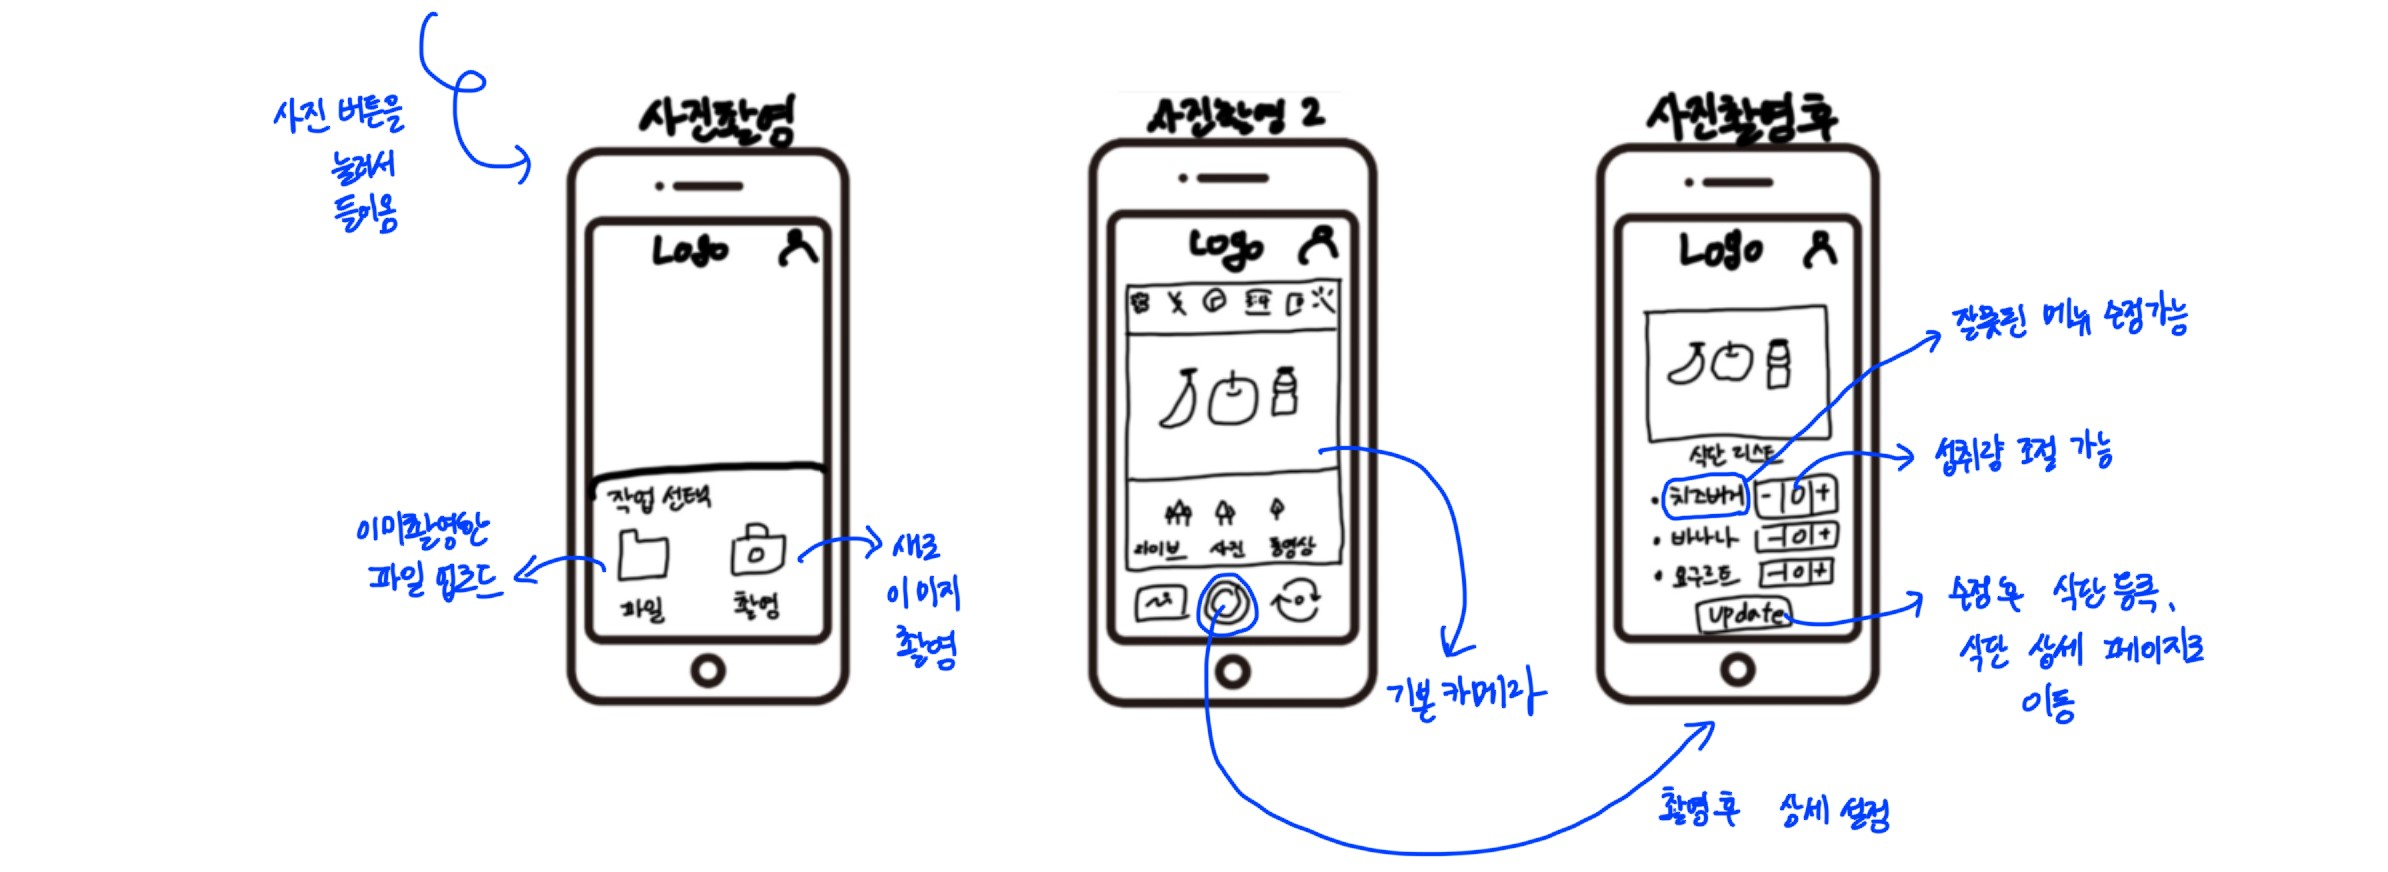 사진 버튼을
눌러서
들어옴
사진촬영
Logo
작업 선택
파일
촬영
이미촬영한
파일 업로드
새로
이미지
촬영
사진촬영 2
Logo
3:4
라이브
사진
동영상
기본 카메라
사진촬영 후
Logo
식단 리스트
• 치즈버거 - 0 +
• 바나나 - 0 +
• 요구르트 - 0 +
Update
잘못된 메뉴 수정가능
섭취량 조절 가능
수정 후 식단 등록,
식단 상세 페이지로
이동
촬영 후 상세 설정